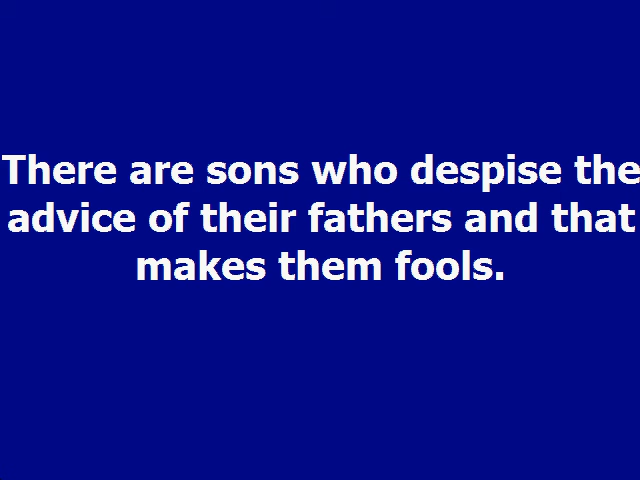 There are sons who despise the
advice of their fathers and that
makes them fools.